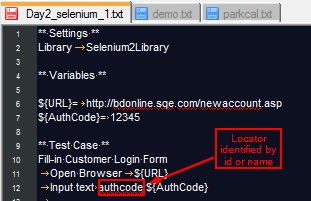 Day2_selenium_1.txt demo.txt parkcal.txt
1 ** Settings **
2 Library →Selenium2Library
3
4 ** Variables **
5
6 ${URL}= →http://bdonline.sqe.com/newaccount.asp
7 ${AuthCode}= →12345
8
9 ** Test Case **
10 Fill·in·Customer·Login·Form
11 →Open·Browser→${URL}
12 →Input·text·authcode·${AuthCode}
Locator
identified by
id or name